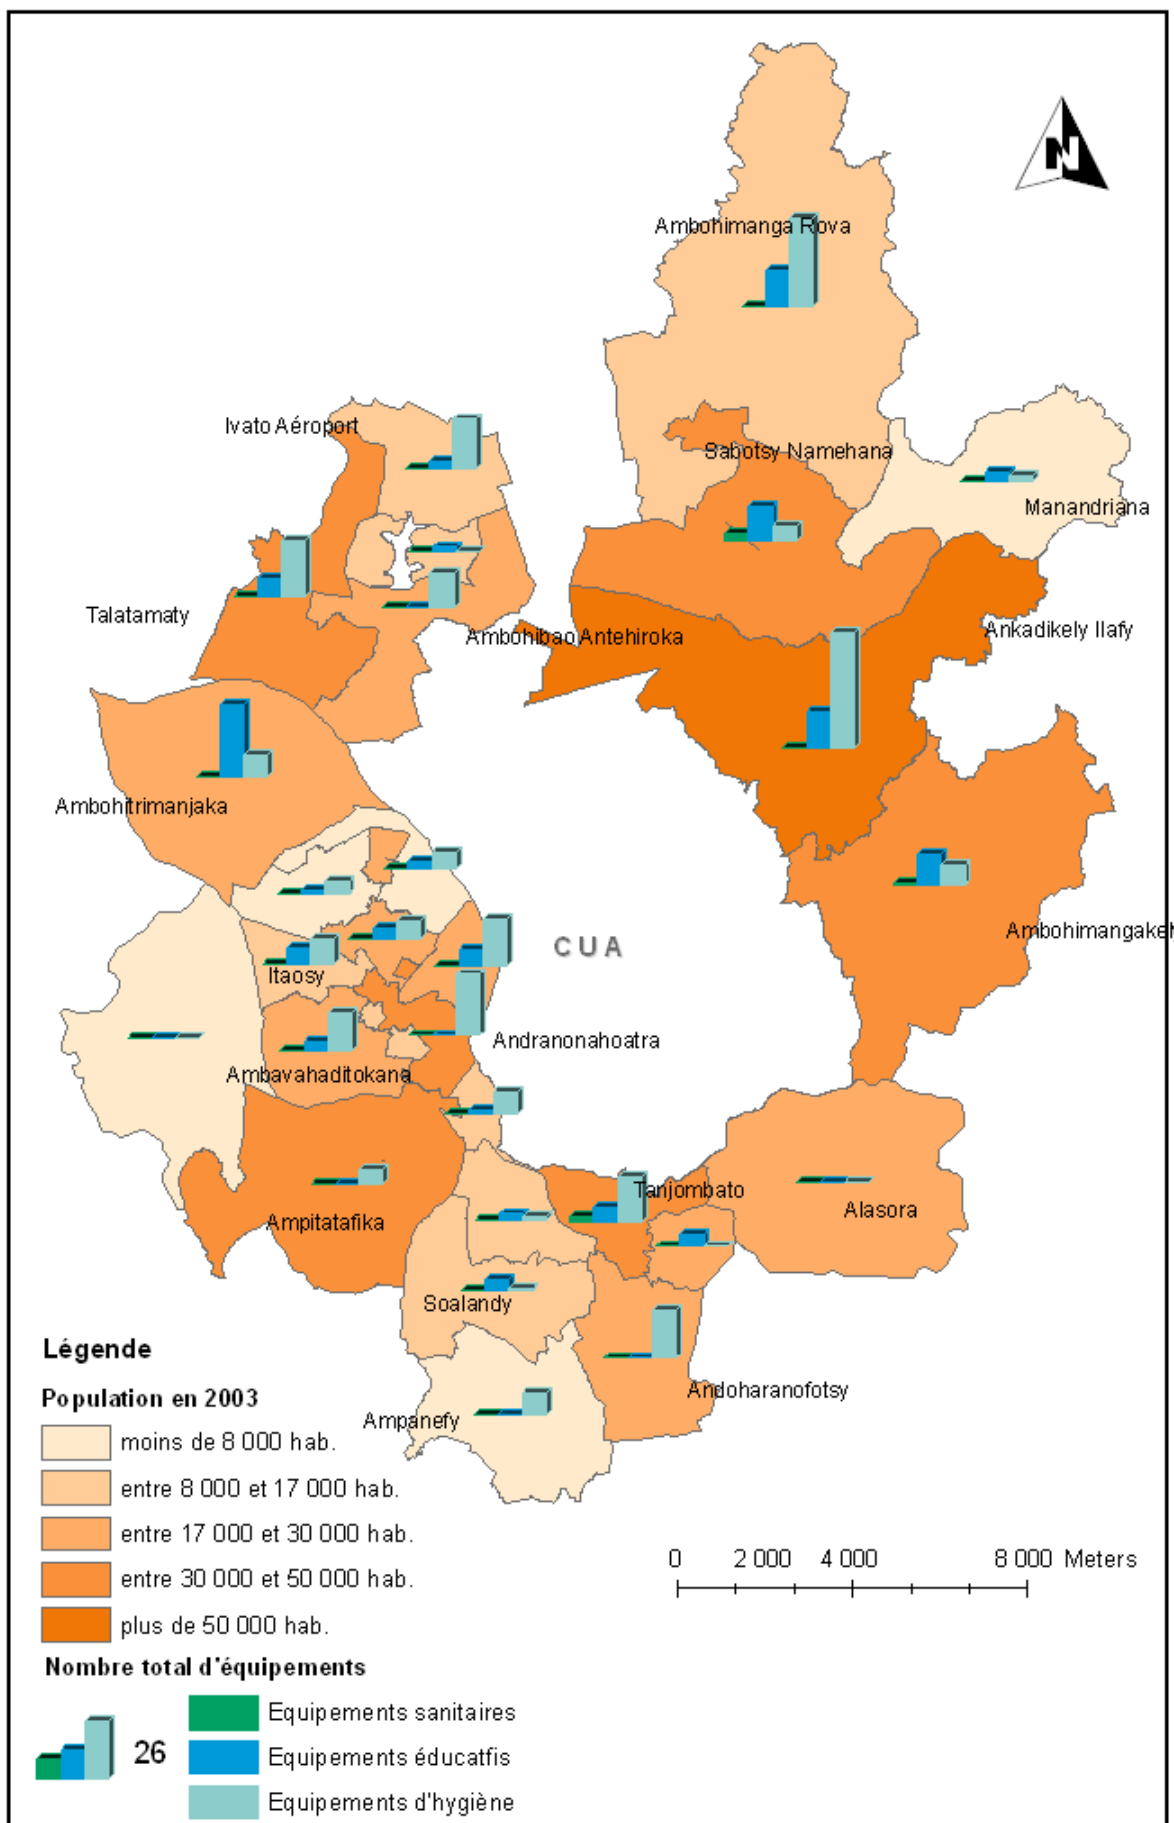 N
Ambohimanga Rova
Ivato Aéroport
Sabotsy Namehana
Manandriana
Talatamaty
Ambohibao Antehiroka
Ankadikely Ilafy
Ambohitrimanjaka
Ambohimangakel
CUA
Itaosy
Andranonahoatra
Ambavahaditokana
Tanjombato
Alasora
Ampitatafika
Soalandy
Andoharanofotsy
Ampanefy
Légende
Population en 2003
moins de 8 000 hab.
entre 8 000 et 17 000 hab.
entre 17 000 et 30 000 hab.
entre 30 000 et 50 000 hab.
plus de 50 000 hab.
0 2 000 4 000 8 000 Meters
Nombre total d'équipements
26
Equipements sanitaires
Equipements éducatfis
Equipements d'hygiène